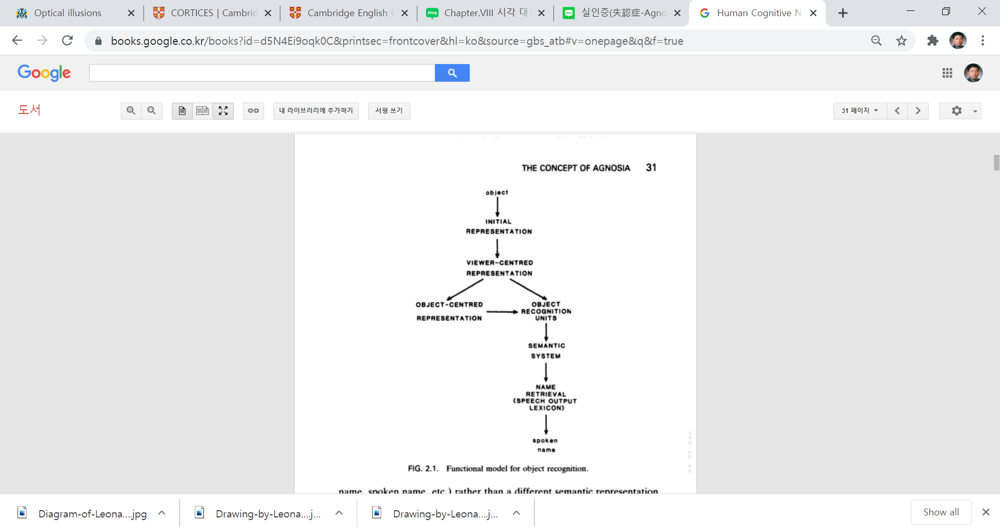 Optical illusions
CORTICES | Cambrid
Cambridge English
Chapter.VIII 시각 대
실인증(失認症-Agno
Human Cognitive N
books.google.co.kr/books?id=d5N4Ei9oqk0C&printsec=frontcover&hl=ko&source=gbs_atb#v=onepage&q&f=true
Google
도서
내 라이브러리에 추가하기
서평 쓰기
31 페이지
THE CONCEPT OF AGNOSIA 31
object
INITIAL
REPRESENTATION
VIEWER-CENTRED
REPRESENTATION
OBJECT-CENTRED
REPRESENTATION
OBJECT
RECOGNITION
UNITS
SEMANTIC
SYSTEM
NAME
RETRIEVAL
(SPEECH OUTPUT
LEXICON)
spoken
name
FIG. 2.1. Functional model for object recognition.
name, spoken name, etc.) rather than a different semantic representation
Diagram-of-Leona....jpg
Drawing-by-Leona....j...
Drawing-by-Leona....j...
Show all